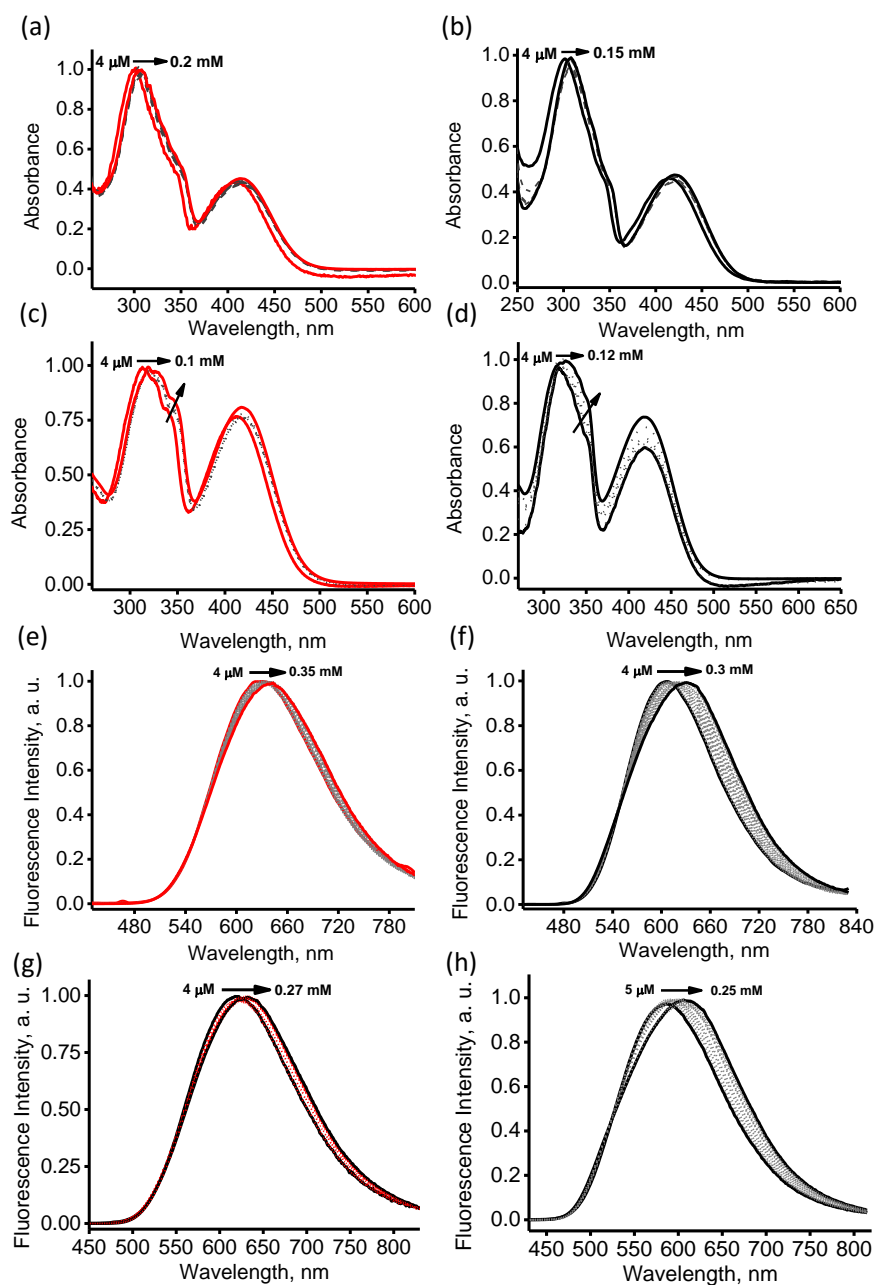 (a)
4 µM 0.2 mM
1.0
0.8
0.6
0.4
0.2
0.0
Absorbance
300 350 400 450 500 550 600
Wavelength, nm
(b)
4 µM 0.15 mM
1.0
0.8
0.6
0.4
0.2
0.0
Absorbance
250 300 350 400 450 500 550 600
Wavelength, nm
(c)
4 µM 0.1 mM
1.00
0.75
0.50
0.25
0.00
Absorbance
300 350 400 450 500 550 600
Wavelength, nm
(d)
4 µM 0.12 mM
1.0
0.8
0.6
0.4
0.2
0.0
Absorbance
300 350 400 450 500 550 600 650
Wavelength, nm
(e)
4 µM 0.35 mM
1.0
0.8
0.6
0.4
0.2
0.0
Fluorescence Intensity, a. u.
480 540 600 660 720 780
Wavelength, nm
(f)
4 µM 0.3 mM
1.0
0.8
0.6
0.4
0.2
0.0
Fluorescence Intensity, a. u.
480 540 600 660 720 780 840
Wavelength, nm
(g)
4 µM 0.27 mM
1.00
0.75
0.50
0.25
0.00
Fluorescence Intensity, a. u.
450 500 550 600 650 700 750 800
Wavelength, nm
(h)
5 µM 0.25 mM
1.0
0.8
0.6
0.4
0.2
0.0
Fluorescence Intensity, a. u.
450 500 550 600 650 700 750 800
Wavelength, nm